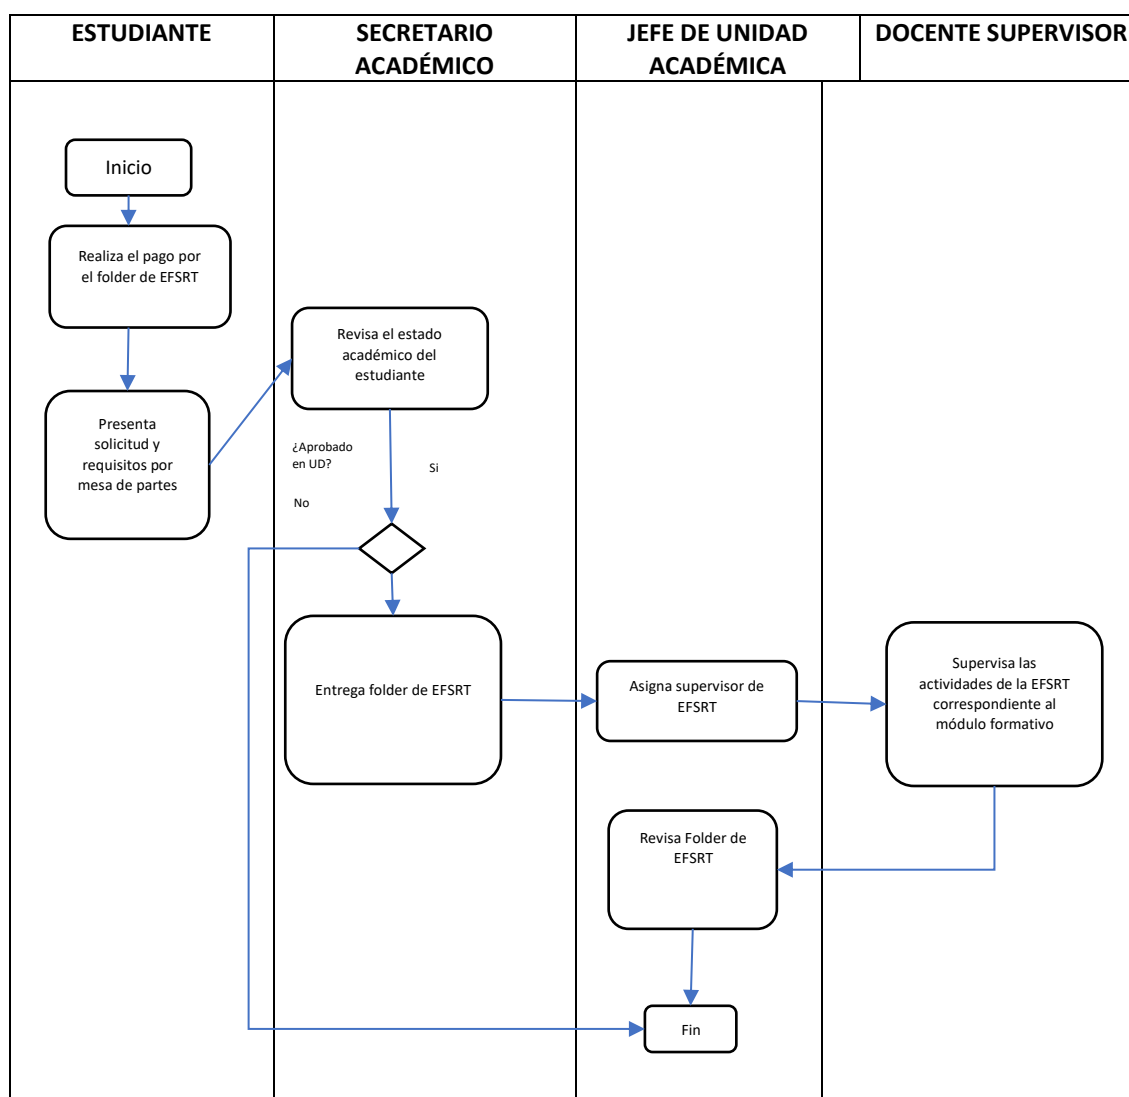 ESTUDIANTE
SECRETARIO
ACADÉMICO
JEFE DE UNIDAD
ACADÉMICA
DOCENTE SUPERVISOR
Inicio
Realiza el pago por
el folder de EFSRT
Presenta
solicitud y
requisitos por
mesa de partes
Revisa el estado
académico del
estudiante
¿Aprobado
en UD?
Si
No
Entrega folder de EFSRT
Asigna supervisor de
EFSRT
Supervisa las
actividades de la EFSRT
correspondiente al
módulo formativo
Revisa Folder de
EFSRT
Fin